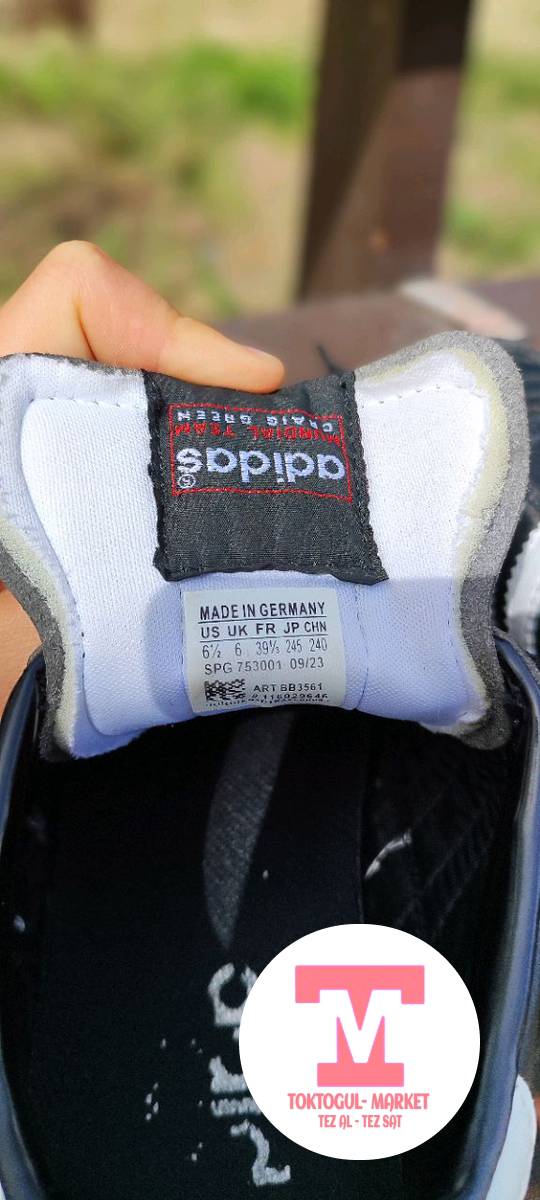 adidas®
MUNDIAL TEAM
CRAIG GREEN
MADE IN GERMANY
US UK FR JP CHN
6½ 6 39⅓ 245 240
SPG 753001 09/23
ART BB3561
TOKTOGUL- MARKET
TEZ AL - TEZ SAT